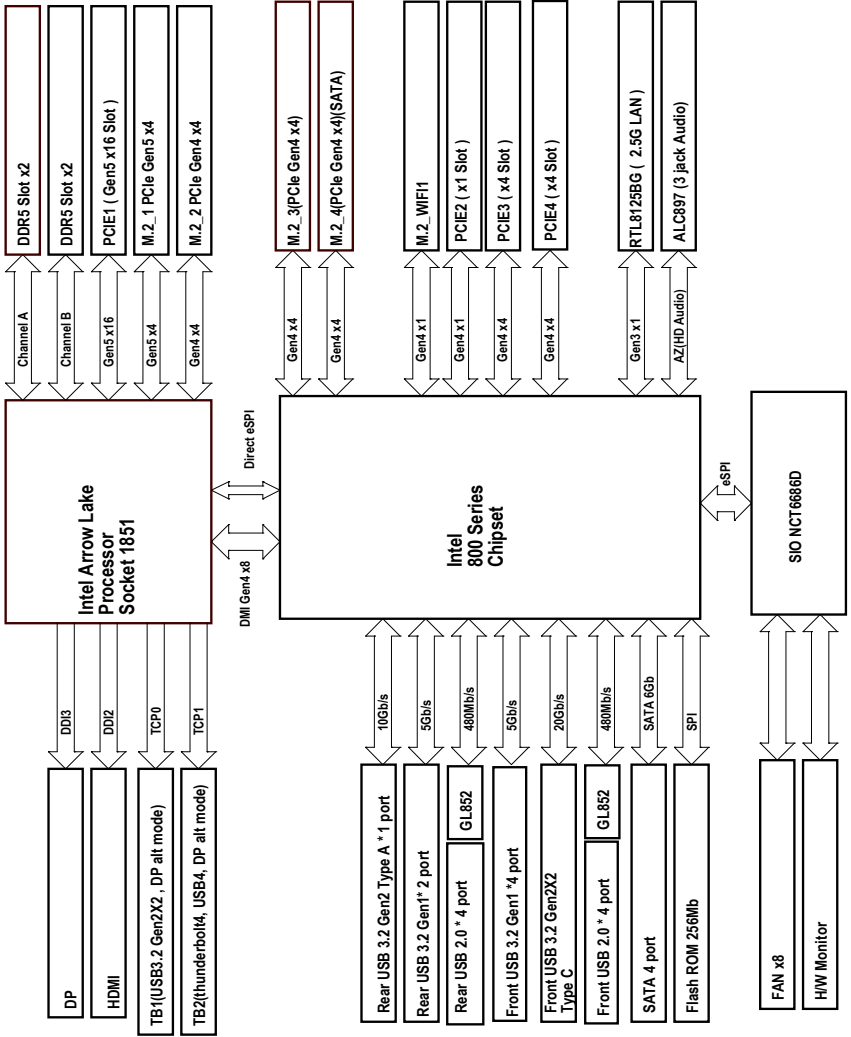 DDR5 Slot x2
DDR5 Slot x2
PCIE1 ( Gen5 x16 Slot )
M.2_1 PCIe Gen5 x4
M.2_2 PCIe Gen4 x4
Channel A
Channel B
Gen5 x16
Gen5 x4
Gen4 x4
Intel Arrow Lake
Processor
Socket 1851
DDI3
DDI2
TCP0
TCP1
DP
HDMI
TB1(USB3.2 Gen2X2 , DP alt mode)
TB2(thunderbolt4, USB4, DP alt mode)
Direct eSPI
DMI Gen4 x8
M.2_3(PCIe Gen4 x4)
M.2_4(PCIe Gen4 x4)(SATA)
M.2_WIFI1
PCIE2 ( x1 Slot )
PCIE3 ( x4 Slot )
PCIE4 ( x4 Slot )
RTL8125BG ( 2.5G LAN )
ALC897 (3 jack Audio)
Gen4 x4
Gen4 x4
Gen4 x1
Gen4 x1
Gen4 x4
Gen4 x4
Gen3 x1
AZ(HD Audio)
Intel
800 Series
Chipset
10Gb/s
5Gb/s
480Mb/s
5Gb/s
20Gb/s
480Mb/s
SATA 6Gb
SPI
Rear USB 3.2 Gen2 Type A *1 port
Rear USB 3.2 Gen1* 2 port
GL852
Rear USB 2.0 * 4 port
Front USB 3.2 Gen1 *4 port
Front USB 3.2 Gen2X2
Type C
GL852
Front USB 2.0 * 4 port
SATA 4 port
Flash ROM 256Mb
eSPI
SIO NCT6686D
FAN x8
H/W Monitor